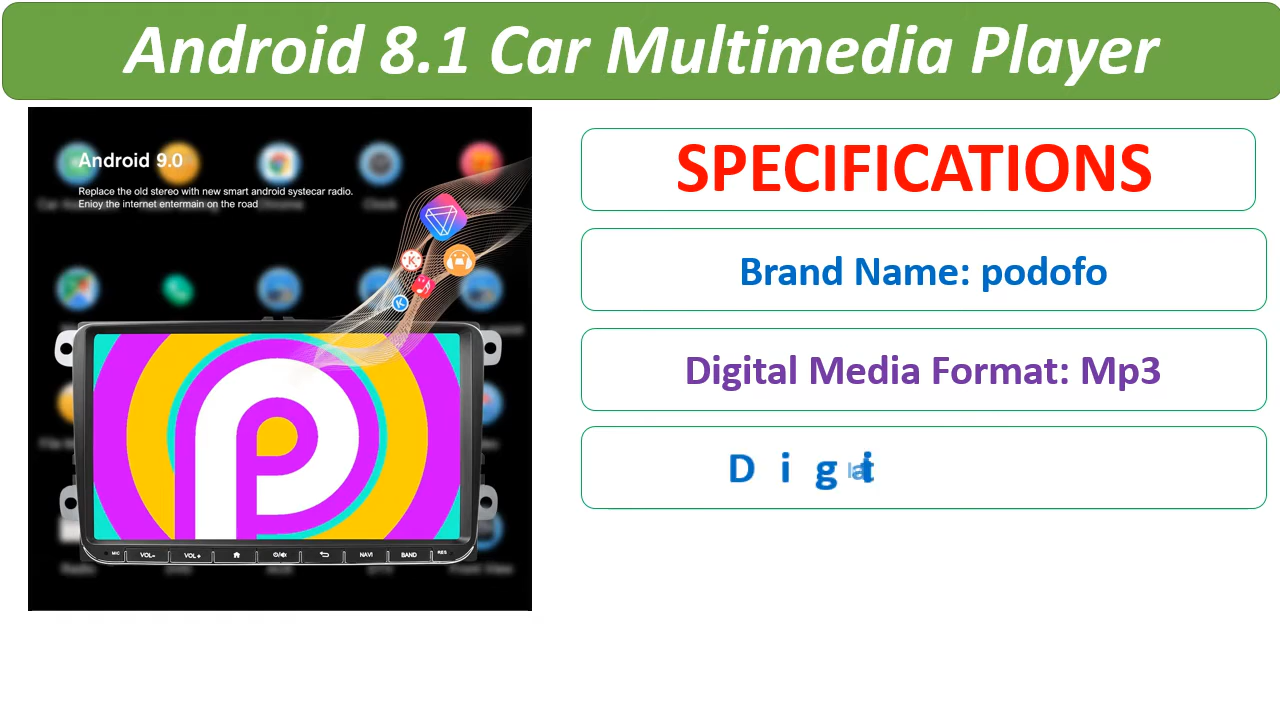 Android 8.1 Car Multimedia Player
Android 9.0
Replace the old stereo with new smart android systecar radio.
Enioy the internet entermain on the road
SPECIFICATIONS
Brand Name: podofo
Digital Media Format: Mp3
D i g
MIC VOL- VOL+ NAVI BAND RES